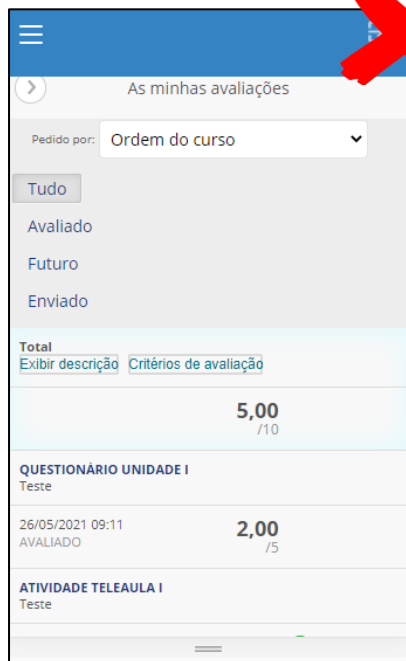 As minhas avaliações
Pedido por: Ordem do curso
Tudo
Avaliado
Futuro
Enviado
Total
Exibir descrição Critérios de avaliação
5,00
/10
QUESTIONÁRIO UNIDADE I
Teste
26/05/2021 09:11
AVALIADO
2,00
/5
ATIVIDADE TELEAULA I
Teste